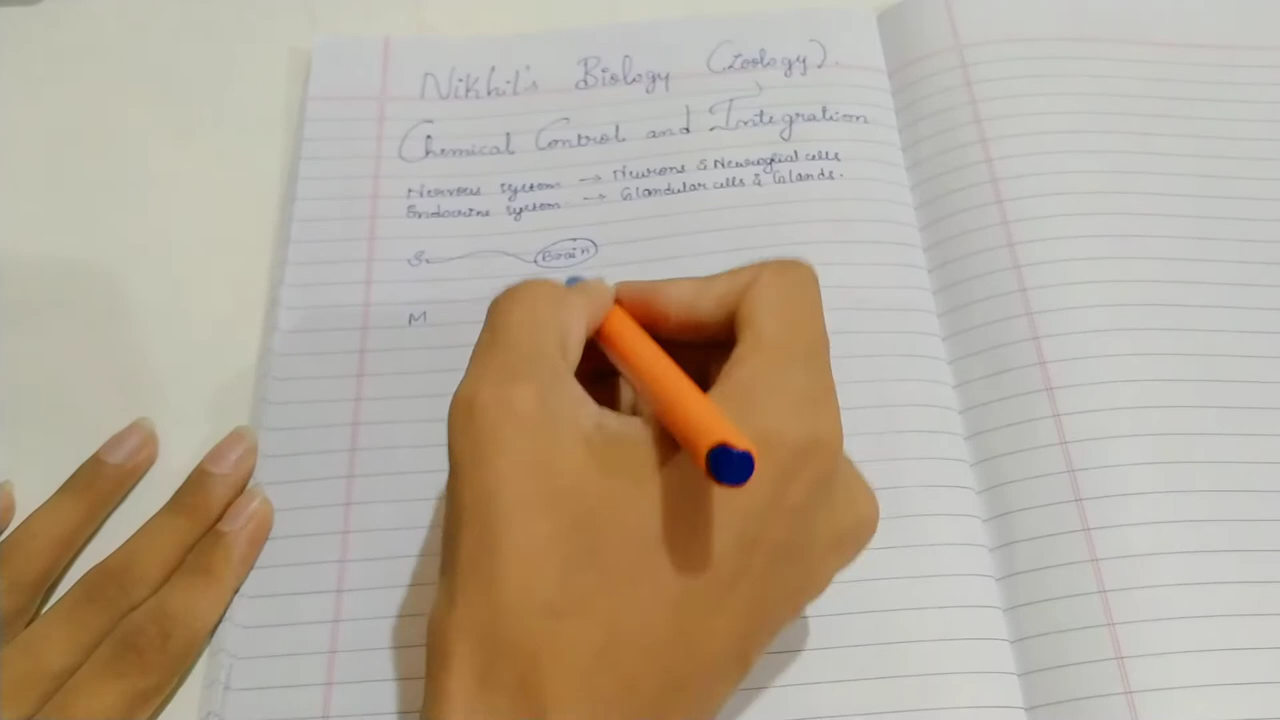 Nikhil's Biology (Zoology).
Chemical Control and Integration
Nervous system → Neurons & Neuroglial cells
Endocrine system → Glandular cells & Glands.
S Brain
M